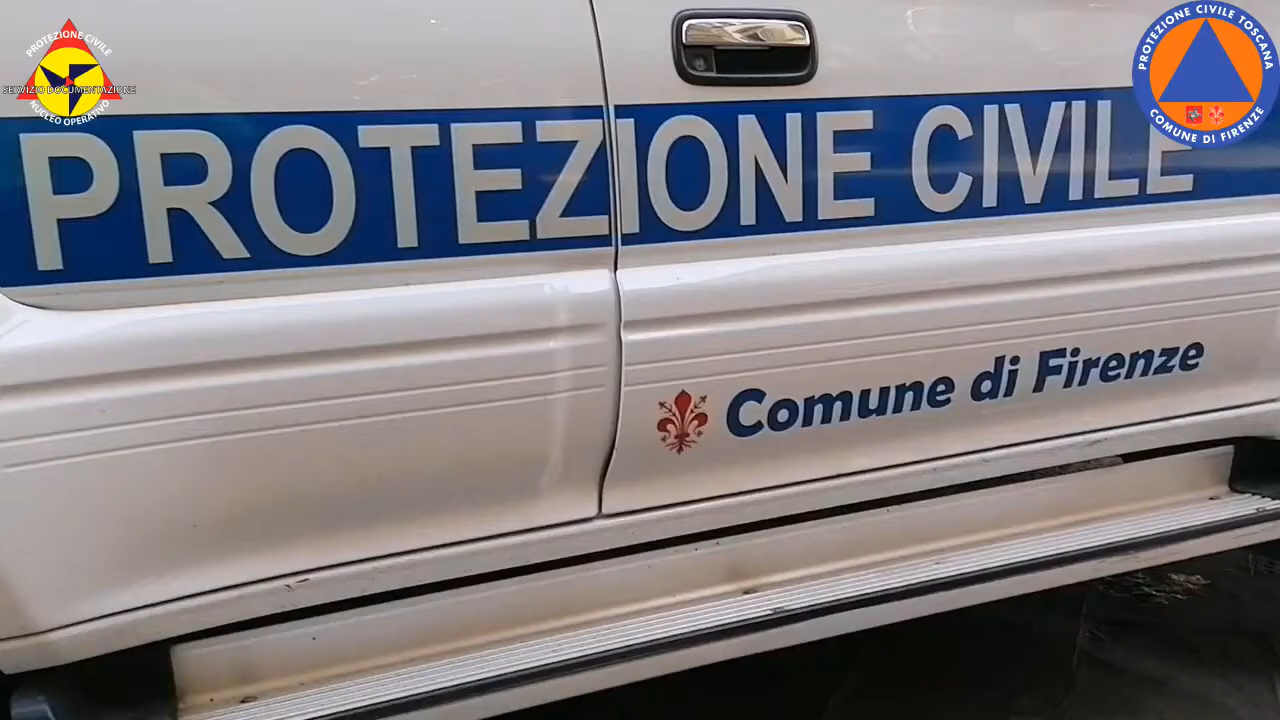 PROTEZIONE CIVILE
SERVIZIO DOCUMENTAZIONE
NUCLEO OPERATIVO
PROTEZIONE CIVILE TOSCANA
COMUNE DI FIRENZE
PROTEZIONE CIVILE
Comune di Firenze